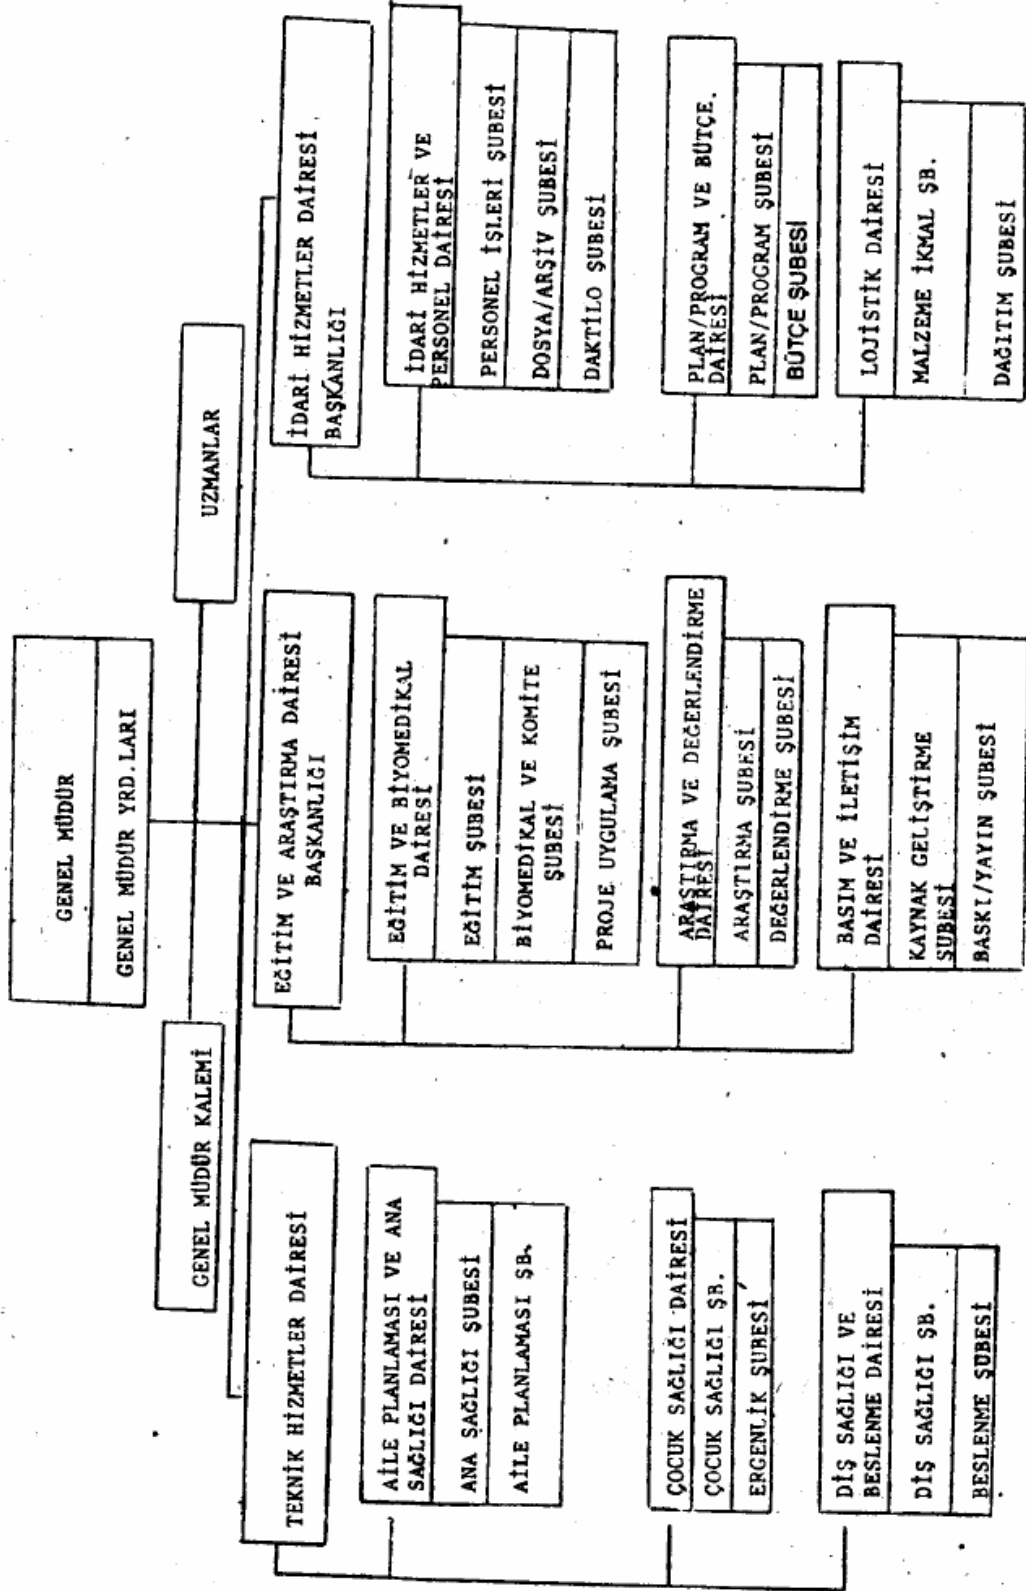 GENEL MÜDÜR
GENEL MÜDÜR YRD.LARI
GENEL MÜDÜR KALEMİ
UZMANLAR
TEKNİK HİZMETLER DAİRESİ
AİLE PLANLAMASI VE ANA
SAĞLIĞI DAİRESİ
ANA SAĞLIĞI ŞUBESİ
AİLE PLANLAMASI ŞB.
ÇOCUK SAĞLIĞI DAİRESİ
ÇOCUK SAĞLIĞI ŞB.
ERGENLİK ŞUBESİ
DİŞ SAĞLIĞI VE
BESLENME DAİRESİ
DİŞ SAĞLIĞI ŞB.
BESLENME ŞUBESİ
EĞİTİM VE ARAŞTIRMA DAİRESİ
BAŞKANLIĞI
EĞİTİM VE BİYOMEDİKAL
DAİRESİ
EĞİTİM ŞUBESİ
BİYOMEDİKAL VE KOMİTE
ŞUBESİ
PROJE UYGULAMA ŞUBESİ
ARAŞTIRMA VE DEĞERLENDİRME
DAİRESİ
ARAŞTIRMA ŞUBESİ
DEĞERLENDİRME ŞUBESİ
BASIM VE İLETİŞİM
DAİRESİ
KAYNAK GELİŞTİRME
ŞUBESİ
BASKI/YAYIN ŞUBESİ
İDARİ HİZMETLER DAİRESİ
BAŞKANLIĞI
İDARİ HİZMETLER VE
PERSONEL DAİRESİ
PERSONEL İŞLERİ ŞUBESİ
DOSYA/ARŞİV ŞUBESİ
DAKTİLO ŞUBESİ
PLAN/PROGRAM VE BÜTÇE.
DAİRESİ
PLAN/PROGRAM ŞUBESİ
BÜTÇE ŞUBESİ
LOJİSTİK DAİRESİ
MALZEME İKMAL ŞB.
DAĞITIM ŞUBESİ